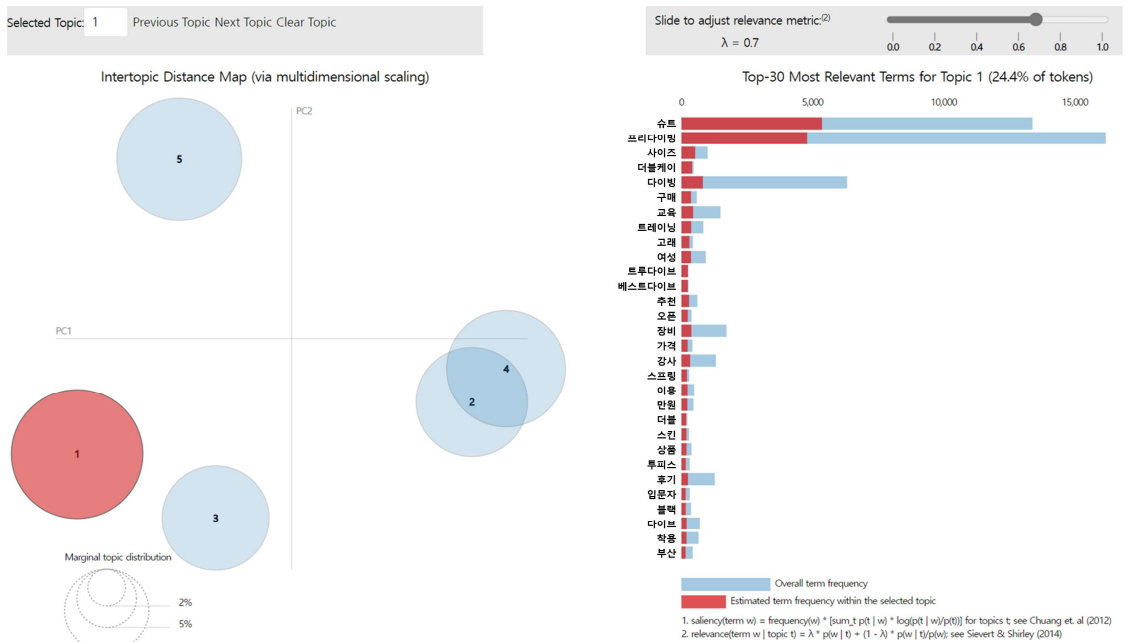 Selected Topic: 1 Previous Topic Next Topic Clear Topic
Slide to adjust relevance metric:(2)
λ = 0.7
0.0 0.2 0.4 0.6 0.8 1.0
Intertopic Distance Map (via multidimensional scaling)
PC2
PC1
5
4
2
1
3
Marginal topic distribution
2%
5%
Top-30 Most Relevant Terms for Topic 1 (24.4% of tokens)
0 5,000 10,000 15,000
슈트
프리다이빙
사이즈
더블케이
다이빙
구매
교육
트레이닝
고래
여성
트루다이브
베스트다이브
추천
오픈
장비
가격
강사
스프링
이용
만원
더블
스킨
상품
투피스
후기
입문자
블랙
다이브
착용
부산
Overall term frequency
Estimated term frequency within the selected topic
1. saliency(term w) = frequency(w) * [sum_t p(t | w) * log(p(t | w)/p(t))] for topics t; see Chuang et. al (2012)
2. relevance(term w | topic t) = λ * p(w | t) + (1 - λ) * p(w | t)/p(w); see Sievert & Shirley (2014)